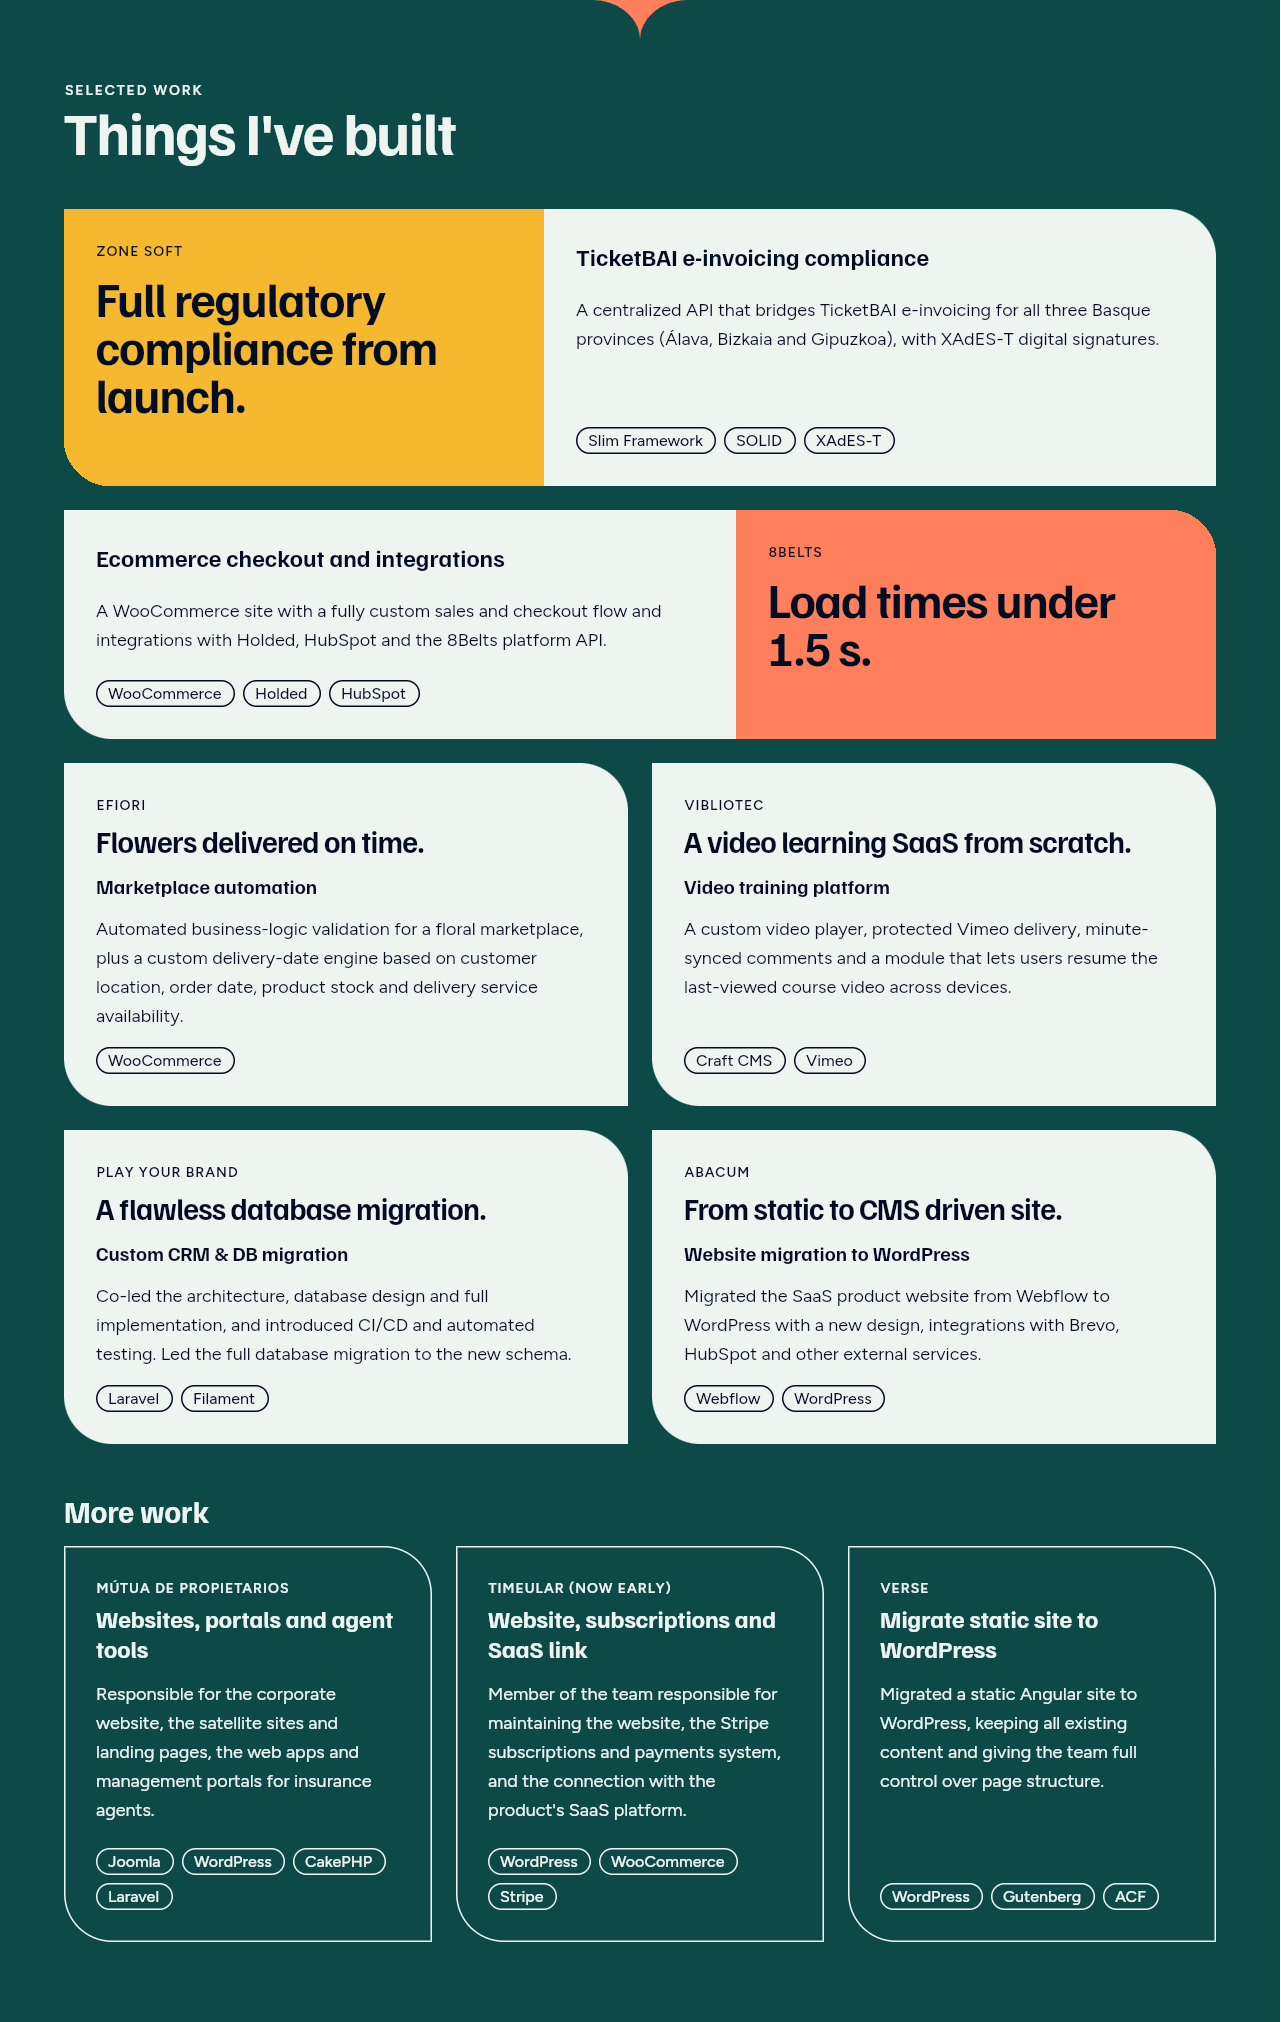 SELECTED WORK
Things I've built
ZONE SOFT
Full regulatory
compliance from
launch.
TicketBAI e-invoicing compliance
A centralized API that bridges TicketBAI e-invoicing for all three Basque
provinces (Álava, Bizkaia and Gipuzkoa), with XAdES-T digital signatures.
Slim Framework SOLID XAdES-T
Ecommerce checkout and integrations
A WooCommerce site with a fully custom sales and checkout flow and
integrations with Holded, HubSpot and the 8Belts platform API.
WooCommerce Holded HubSpot
8BELTS
Load times under
1.5 s.
EFIORI
Flowers delivered on time.
Marketplace automation
Automated business-logic validation for a floral marketplace,
plus a custom delivery-date engine based on customer
location, order date, product stock and delivery service
availability.
WooCommerce
VIBLIOTEC
A video learning SaaS from scratch.
Video training platform
A custom video player, protected Vimeo delivery, minute-
synced comments and a module that lets users resume the
last-viewed course video across devices.
Craft CMS Vimeo
PLAY YOUR BRAND
A flawless database migration.
Custom CRM & DB migration
Co-led the architecture, database design and full
implementation, and introduced CI/CD and automated
testing. Led the full database migration to the new schema.
Laravel Filament
ABACUM
From static to CMS driven site.
Website migration to WordPress
Migrated the SaaS product website from Webflow to
WordPress with a new design, integrations with Brevo,
HubSpot and other external services.
Webflow WordPress
More work
MÚTUA DE PROPIETARIOS
Websites, portals and agent
tools
Responsible for the corporate
website, the satellite sites and
landing pages, the web apps and
management portals for insurance
agents.
Joomla WordPress CakePHP
Laravel
TIMEULAR (NOW EARLY)
Website, subscriptions and
SaaS link
Member of the team responsible for
maintaining the website, the Stripe
subscriptions and payments system,
and the connection with the
product's SaaS platform.
WordPress WooCommerce
Stripe
VERSE
Migrate static site to
WordPress
Migrated a static Angular site to
WordPress, keeping all existing
content and giving the team full
control over page structure.
WordPress Gutenberg ACF